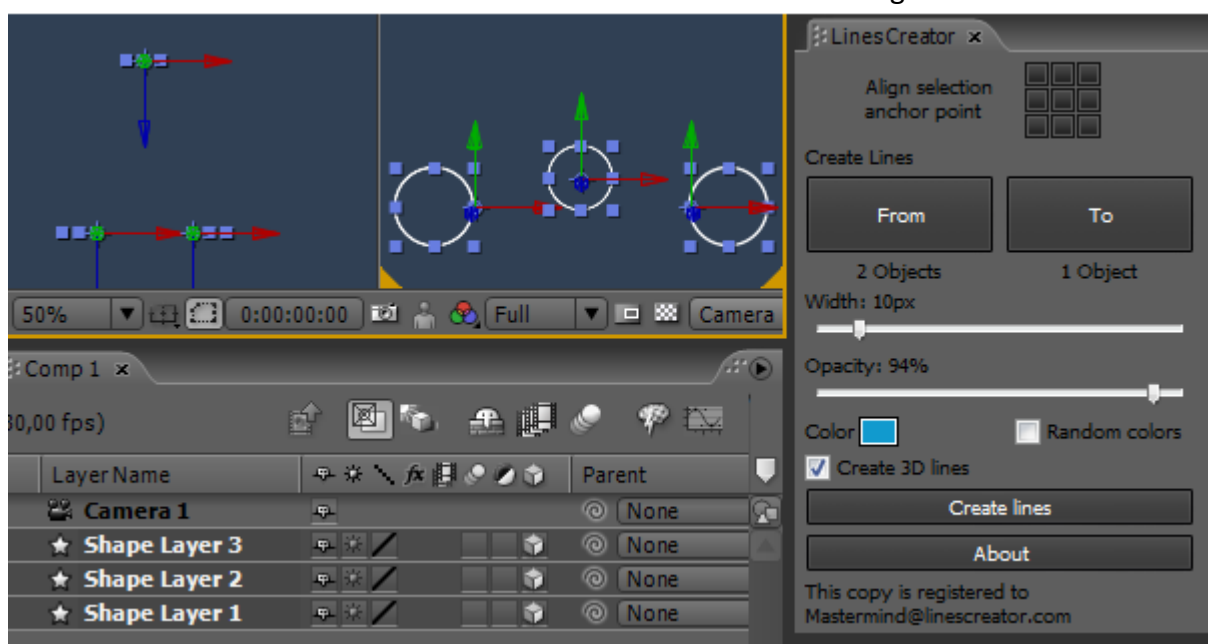 LinesCreator
Align selection
anchor point
Create Lines
From
To
2 Objects
1 Object
Width: 10px
50%
0:00:00:00
Full
Camera
Opacity: 94%
Comp 1
30,00 fps)
Color
Random colors
Create 3D lines
Layer Name
fx
Parent
Camera 1
None
Create lines
Shape Layer 3
None
About
Shape Layer 2
None
This copy is registered to
Mastermind@linescreator.com
Shape Layer 1
None